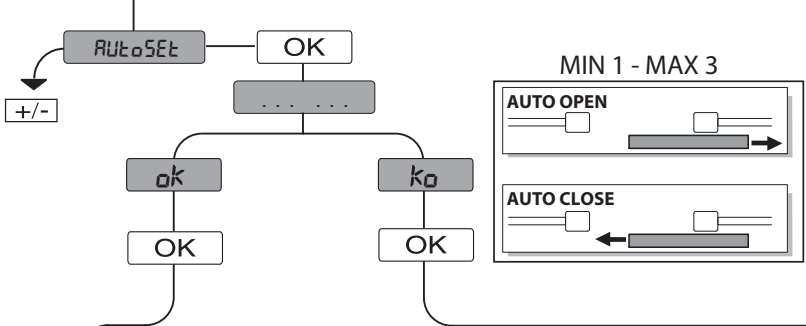 AUtoSEt
OK
+/-
... ...
ok
ko
OK
OK
MIN 1 - MAX 3
AUTO OPEN
AUTO CLOSE